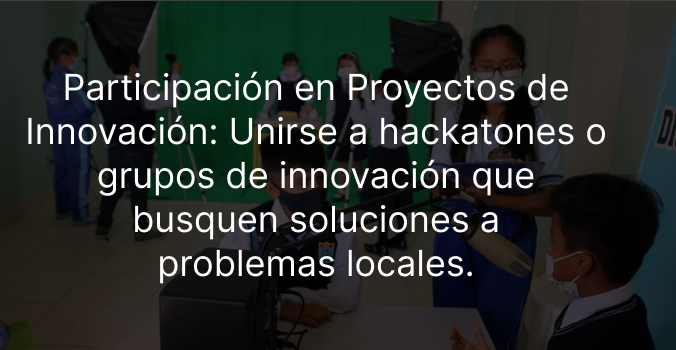 Participación en Proyectos de
Innovación: Unirse a hackatones o
grupos de innovación que
busquen soluciones a
problemas locales.